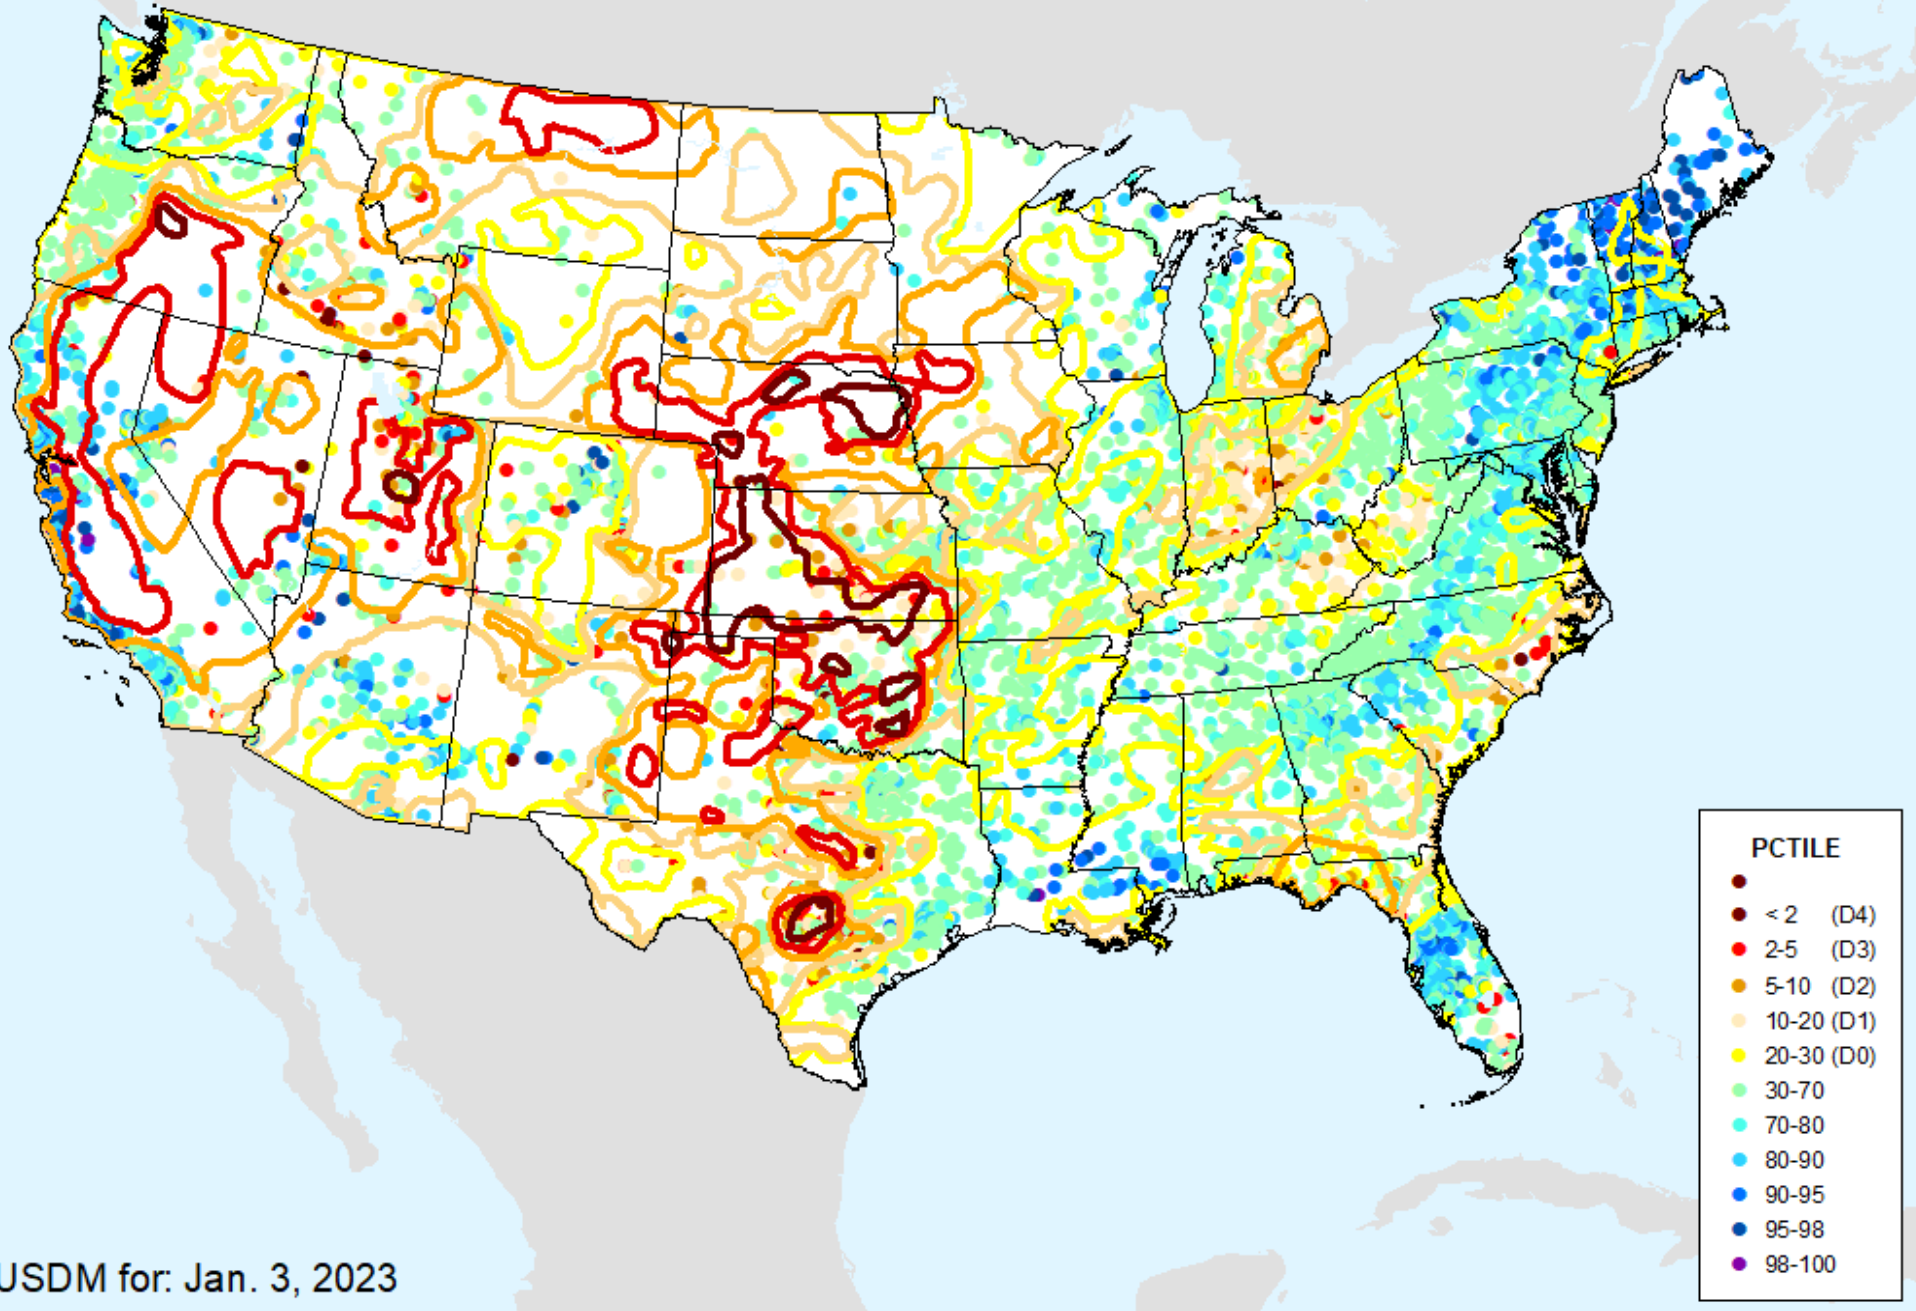 PCTILE
< 2 (D4)
2-5 (D3)
5-10 (D2)
10-20 (D1)
20-30 (D0)
30-70
70-80
80-90
90-95
95-98
98-100
USDM for: Jan. 3, 2023